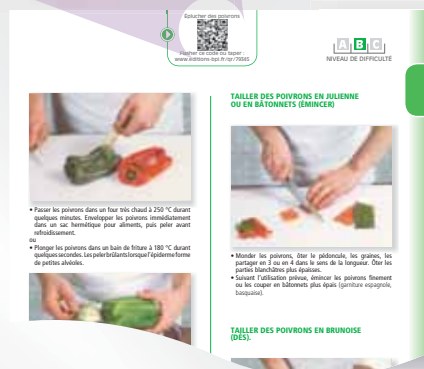 Éplucher des poivrons
Flasher ce code ou taper :
www.editions-bpi.fr/qr/79345
A B C
NIVEAU DE DIFFICULTÉ
• Passer les poivrons dans un four très chaud à 250 °C durant
quelques minutes. Envelopper les poivrons immédiatement
dans un sac hermétique pour aliments, puis peler avant
refroidissement.
ou
• Plonger les poivrons dans un bain de friture à 180 °C durant
quelques secondes. Les peler brûlants lorsque l'épiderme forme
de petites alvéoles.
TAILLER DES POIVRONS EN JULIENNE
OU EN BÂTONNETS (ÉMINCER)
• Monder les poivrons, ôter le pédoncule, les graines, les
partager en 3 ou en 4 dans le sens de la longueur. Ôter les
parties blanchâtres plus épaisses.
• Suivant l'utilisation prévue, émincer les poivrons finement
ou les couper en bâtonnets plus épais (garniture espagnole,
basquaise).
TAILLER DES POIVRONS EN BRUNOISE
(DÉS).